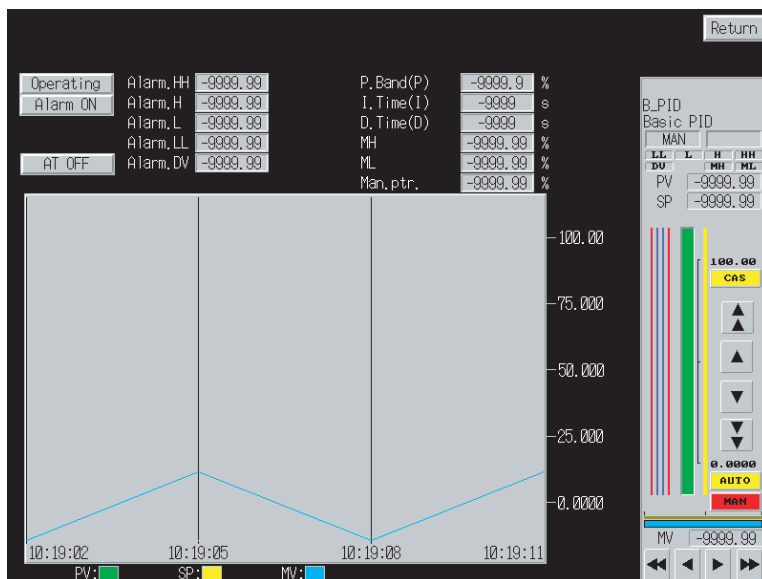 Return
Operating
Alarm ON
AT OFF
Alarm.HH -9999.99
Alarm.H -9999.99
Alarm.L -9999.99
Alarm.LL -9999.99
Alarm.DV -9999.99
P.Band(P) -9999.9 %
I.Time(I) -9999 s
D.Time(D) -9999 s
MH -9999.99 %
ML -9999.99 %
Man.ptr. -9999.99 %
100.00
75.000
50.000
25.000
0.0000
10:19:02 10:19:05 10:19:08 10:19:11
PV: SP: MV:
B_PID
Basic PID
MAN
LL L H HH
DV MH ML
PV -9999.99
SP -9999.99
100.00
CAS
0.0000
AUTO
MAN
MV -9999.99